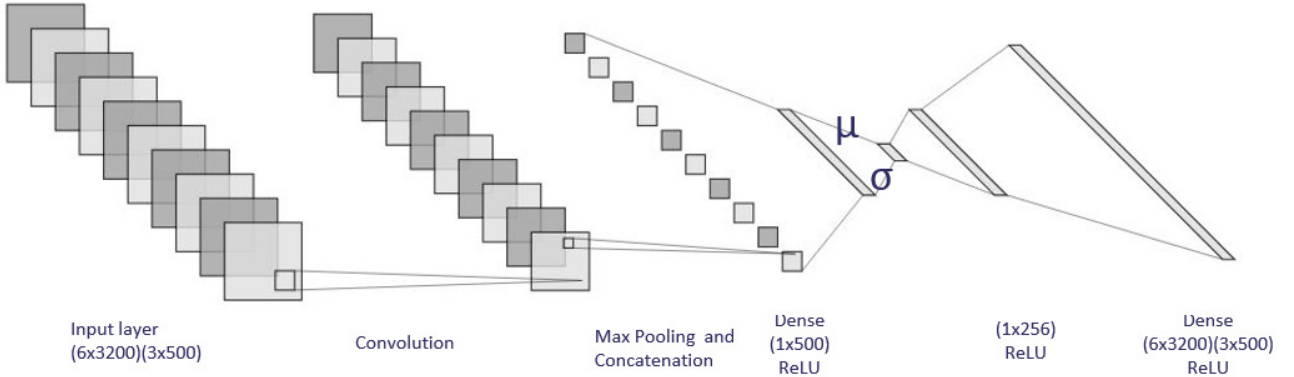 μ
σ
Input layer
(6x3200)(3x500)
Convolution
Max Pooling and
Concatenation
Dense
(1x500)
ReLU
(1x256)
ReLU
Dense
(6x3200)(3x500)
ReLU